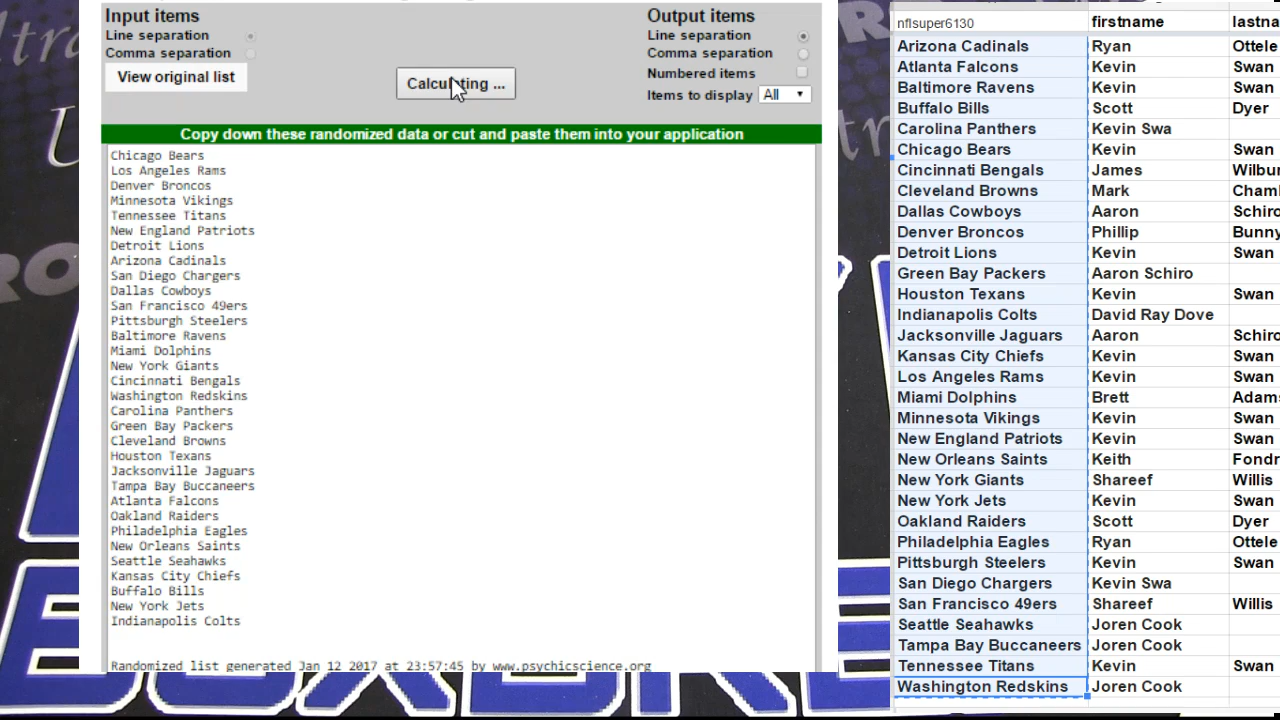 Input items
Line separation
Comma separation
View original list
Calculating ...
Output items
Line separation
Comma separation
Numbered items
Items to display All
Copy down these randomized data or cut and paste them into your application
Chicago Bears
Los Angeles Rams
Denver Broncos
Minnesota Vikings
Tennessee Titans
New England Patriots
Detroit Lions
Arizona Cadinals
San Diego Chargers
Dallas Cowboys
San Francisco 49ers
Pittsburgh Steelers
Baltimore Ravens
Miami Dolphins
New York Giants
Cincinnati Bengals
Washington Redskins
Carolina Panthers
Green Bay Packers
Cleveland Browns
Houston Texans
Jacksonville Jaguars
Tampa Bay Buccaneers
Atlanta Falcons
Oakland Raiders
Philadelphia Eagles
New Orleans Saints
Seattle Seahawks
Kansas City Chiefs
Buffalo Bills
New York Jets
Indianapolis Colts
Randomized list generated Jan 12 2017 at 23:57:45 by www.psychicscience.org
nflsuper6130 firstname lastna
Arizona Cadinals Ryan Ottele
Atlanta Falcons Kevin Swan
Baltimore Ravens Kevin Swan
Buffalo Bills Scott Dyer
Carolina Panthers Kevin Swa
Chicago Bears Kevin Swan
Cincinnati Bengals James Wilbu
Cleveland Browns Mark Cham
Dallas Cowboys Aaron Schiro
Denver Broncos Phillip Bunny
Detroit Lions Kevin Swan
Green Bay Packers Aaron Schiro
Houston Texans Kevin Swan
Indianapolis Colts David Ray Dove
Jacksonville Jaguars Aaron Schiro
Kansas City Chiefs Kevin Swan
Los Angeles Rams Kevin Swan
Miami Dolphins Brett Adams
Minnesota Vikings Kevin Swan
New England Patriots Kevin Swan
New Orleans Saints Keith Fondr
New York Giants Shareef Willis
New York Jets Kevin Swan
Oakland Raiders Scott Dyer
Philadelphia Eagles Ryan Ottele
Pittsburgh Steelers Kevin Swan
San Diego Chargers Kevin Swa
San Francisco 49ers Shareef Willis
Seattle Seahawks Joren Cook
Tampa Bay Buccaneers Joren Cook
Tennessee Titans Kevin Swan
Washington Redskins Joren Cook